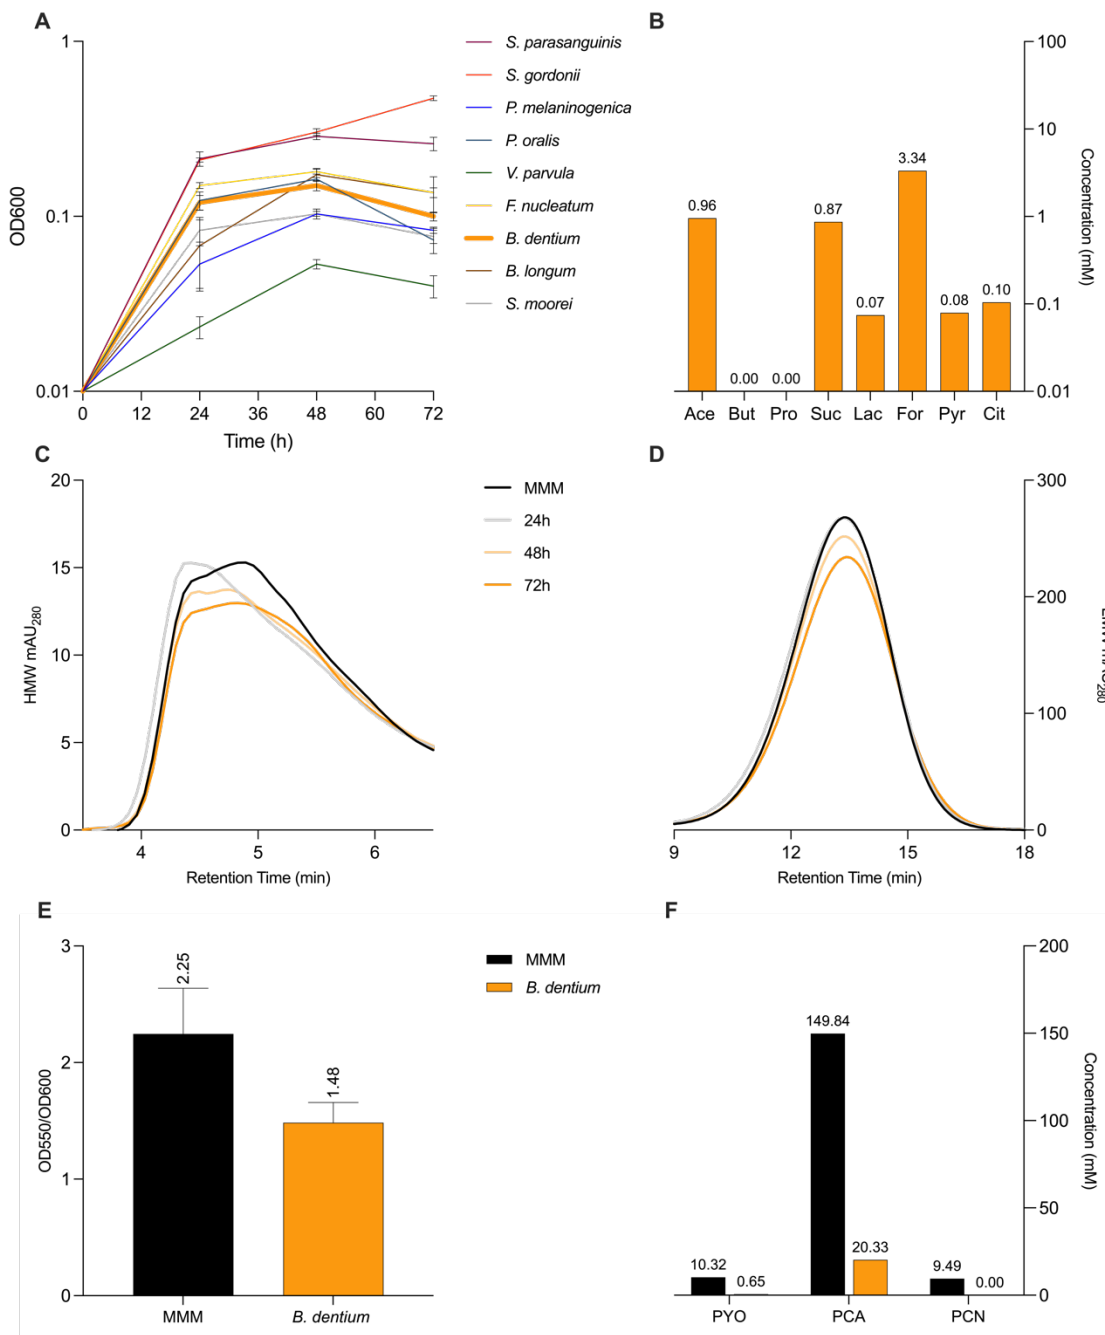 A
1
0.1
0.01
OD600
0
12
24
36
48
60
72
Time (h)
S. parasanguinis
S. gordonii
P. melaninogenica
P. oralis
V. parvula
F. nucleatum
B. dentium
B. longum
S. moorei
B
0.96
0.00
0.00
0.87
0.07
3.34
0.08
0.10
Ace
But
Pro
Suc
Lac
For
Pyr
Cit
100
10
1
0.1
0.01
Concentration (mM)
C
20
15
10
5
0
HMW mAU280
4
5
6
Retention Time (min)
MMM
24h
48h
72h
D
300
200
100
0
9
12
15
18
Retention Time (min)
E
3
2
1
0
OD550/OD600
2.25
1.48
MMM
B. dentium
MMM
B. dentium
F
200
150
100
50
0
Concentration (mM)
10.32
0.65
149.84
20.33
9.49
0.00
PYO
PCA
PCN